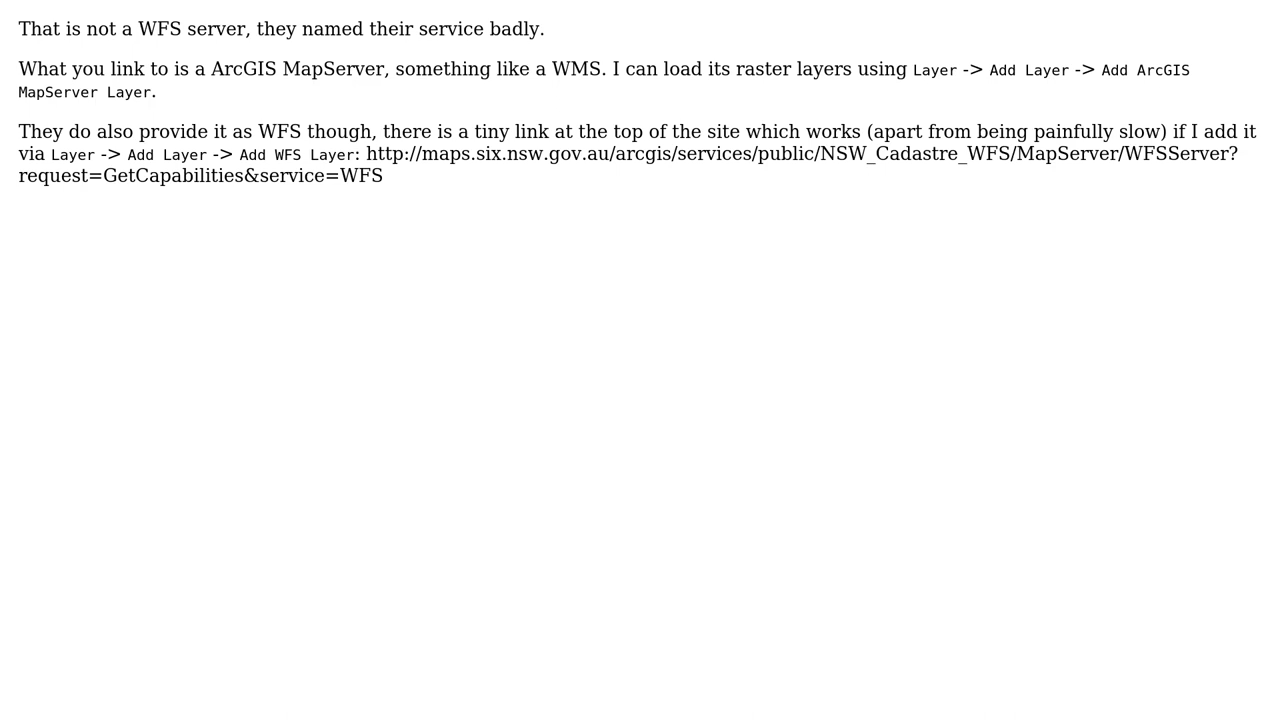 That is not a WFS server, they named their service badly.
What you link to is a ArcGIS MapServer, something like a WMS. I can load its raster layers using Layer -> Add Layer -> Add ArcGIS
MapServer Layer.
They do also provide it as WFS though, there is a tiny link at the top of the site which works (apart from being painfully slow) if I add it
via Layer -> Add Layer -> Add WFS Layer: http://maps.six.nsw.gov.au/arcgis/services/public/NSW_Cadastre_WFS/MapServer/WFSServer?
request=GetCapabilities&service=WFS